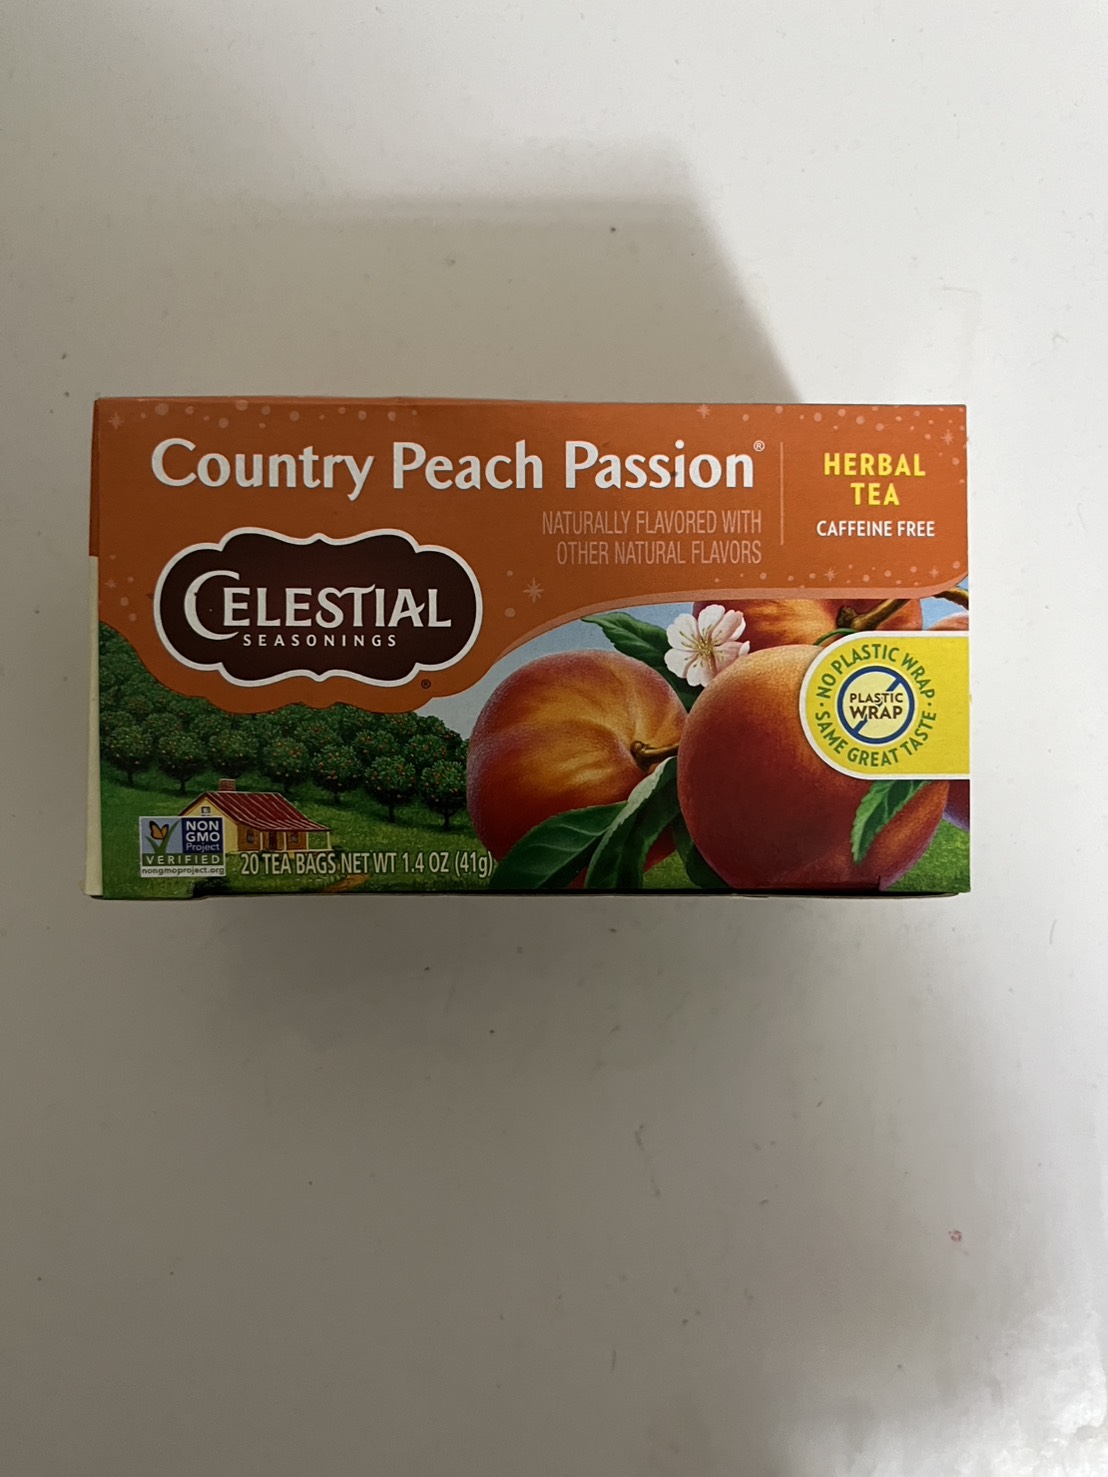 Country Peach Passion®
HERBAL
TEA
CAFFEINE FREE
NATURALLY FLAVORED WITH
OTHER NATURAL FLAVORS
CELESTIAL
SEASONINGS
®
NO PLASTIC WRAP
PLASTIC
WRAP
SAME GREAT TASTE
NON
GMO
Project
VERIFIED
nongmoproject.org
20 TEA BAGS NET WT 1.4 OZ (41g)